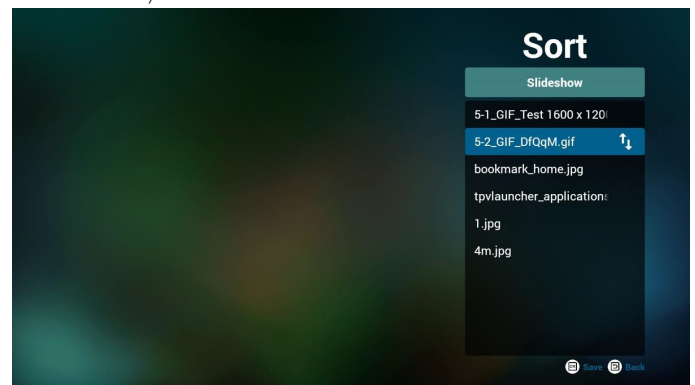 Sort
Slideshow
5-1_GIF_Test 1600 x 120
5-2_GIF_DfQqM.gif
bookmark_home.jpg
tpvlauncher_applications
1.jpg
4m.jpg
Save Back